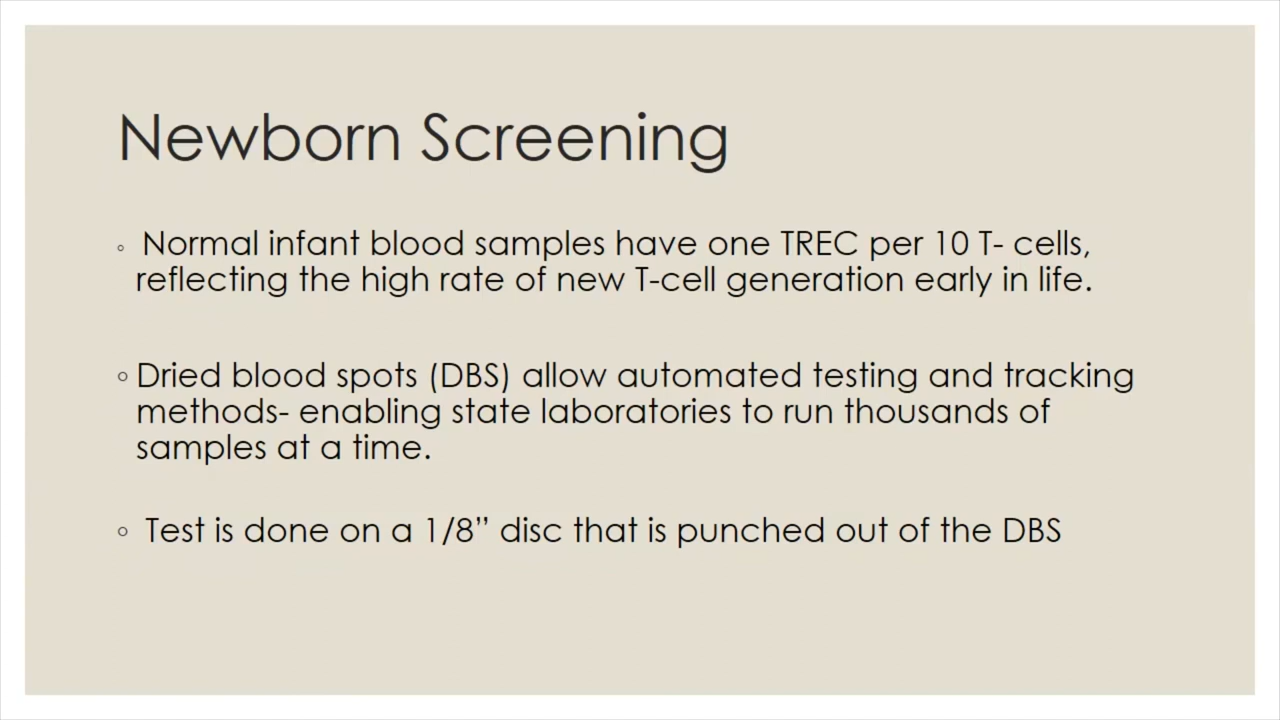 Newborn Screening
◦ Normal infant blood samples have one TREC per 10 T- cells,
reflecting the high rate of new T-cell generation early in life.
◦ Dried blood spots (DBS) allow automated testing and tracking
methods- enabling state laboratories to run thousands of
samples at a time.
◦ Test is done on a 1/8” disc that is punched out of the DBS